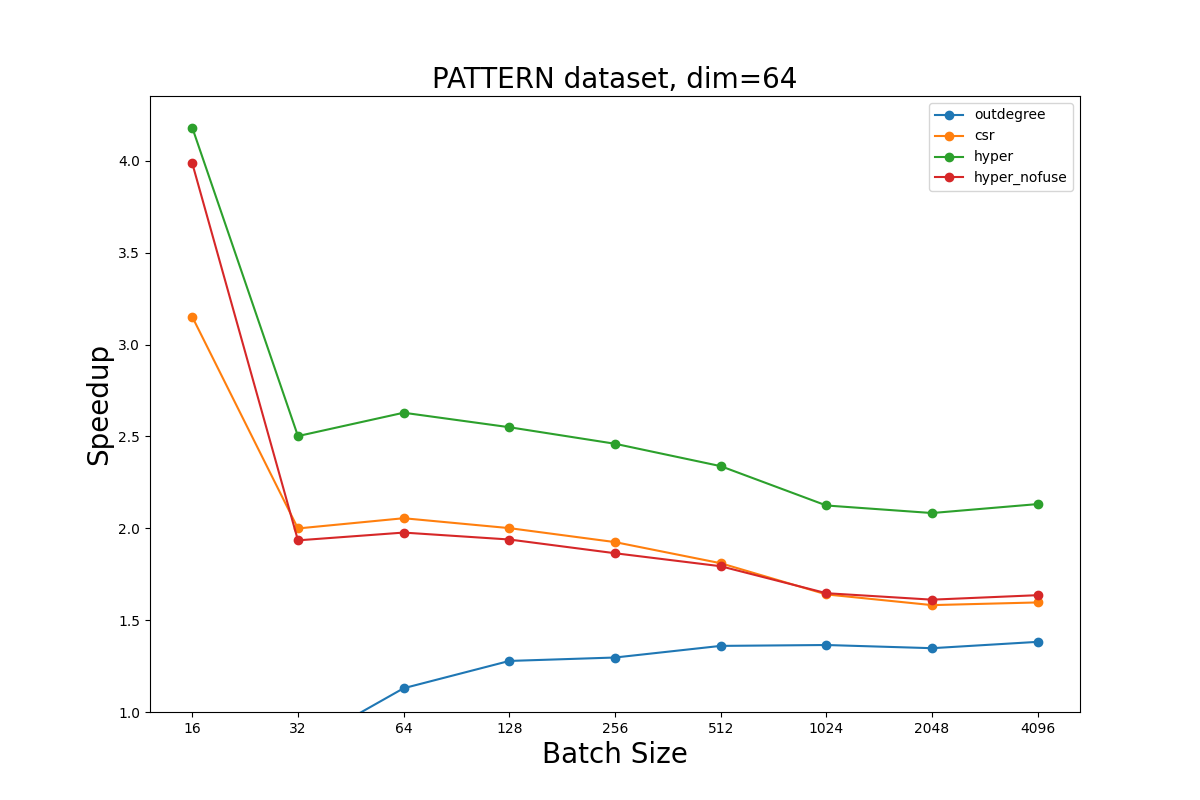 PATTERN dataset, dim=64
outdegree
csr
hyper
hyper_nofuse
Speedup
4.0
3.5
3.0
2.5
2.0
1.5
1.0
16 32 64 128 256 512 1024 2048 4096
Batch Size